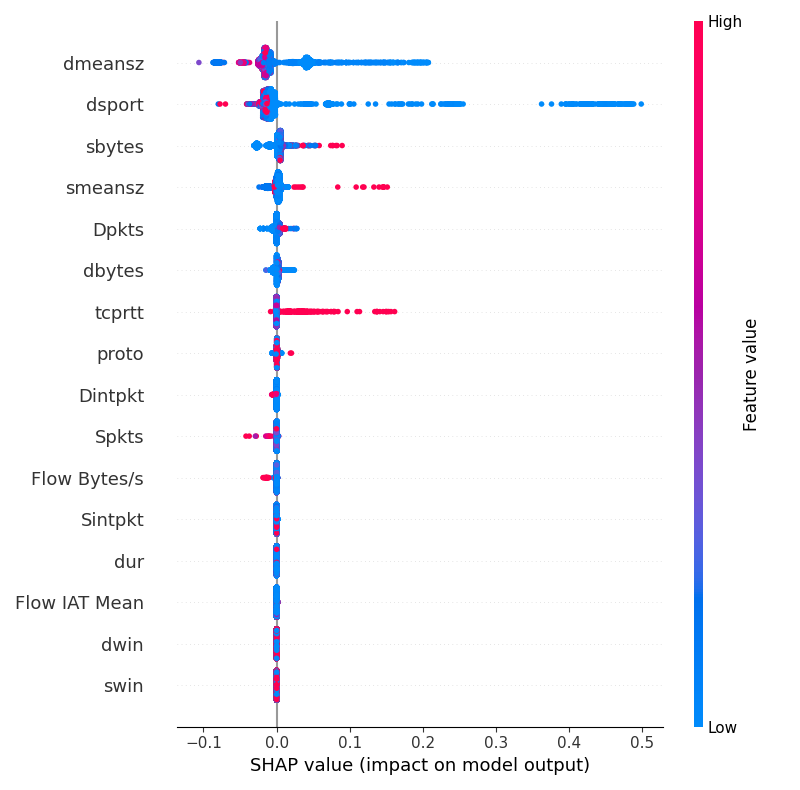 High
dmeansz
dsport
sbytes
smeansz
Dpkts
dbytes
tcprtt
proto
Dintpkt
Spkts
Flow Bytes/s
Sintpkt
dur
Flow IAT Mean
dwin
swin
Feature value
Low
−0.1 0.0 0.1 0.2 0.3 0.4 0.5
SHAP value (impact on model output)